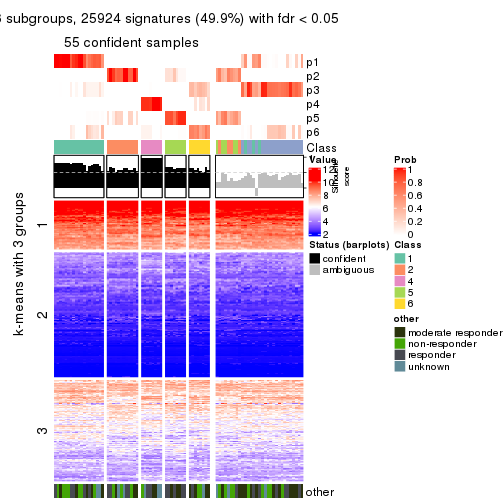 subgroups, 25924 signatures (49.9%) with fdr < 0.05
55 confident samples
p1
p2
p3
p4
p5
p6
Class
Value
12
10
8
6
4
2
Silhouette
score
Prob
1
0.8
0.6
0.4
0.2
0
Status (barplots)
confident
ambiguous
Class
1
2
4
5
6
other
moderate responder
non-responder
responder
unknown
k-means with 3 groups
1
2
3
other